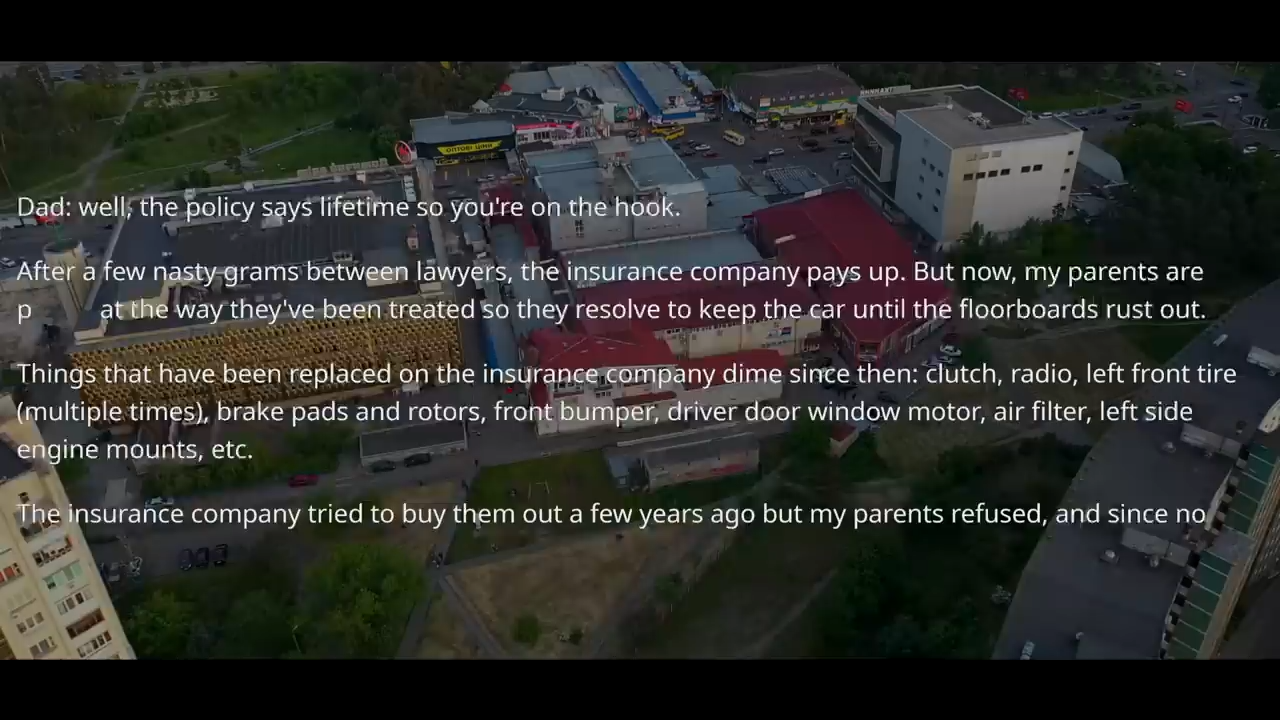 ОПТОВІ ЦІНИ
Dad: well, the policy says lifetime so you're on the hook.
After a few nasty grams between lawyers, the insurance company pays up. But now, my parents are
p at the way they've been treated so they resolve to keep the car until the floorboards rust out.
Things that have been replaced on the insurance company dime since then: clutch, radio, left front tire
(multiple times), brake pads and rotors, front bumper, driver door window motor, air filter, left side
engine mounts, etc.
The insurance company tried to buy them out a few years ago but my parents refused, and since no